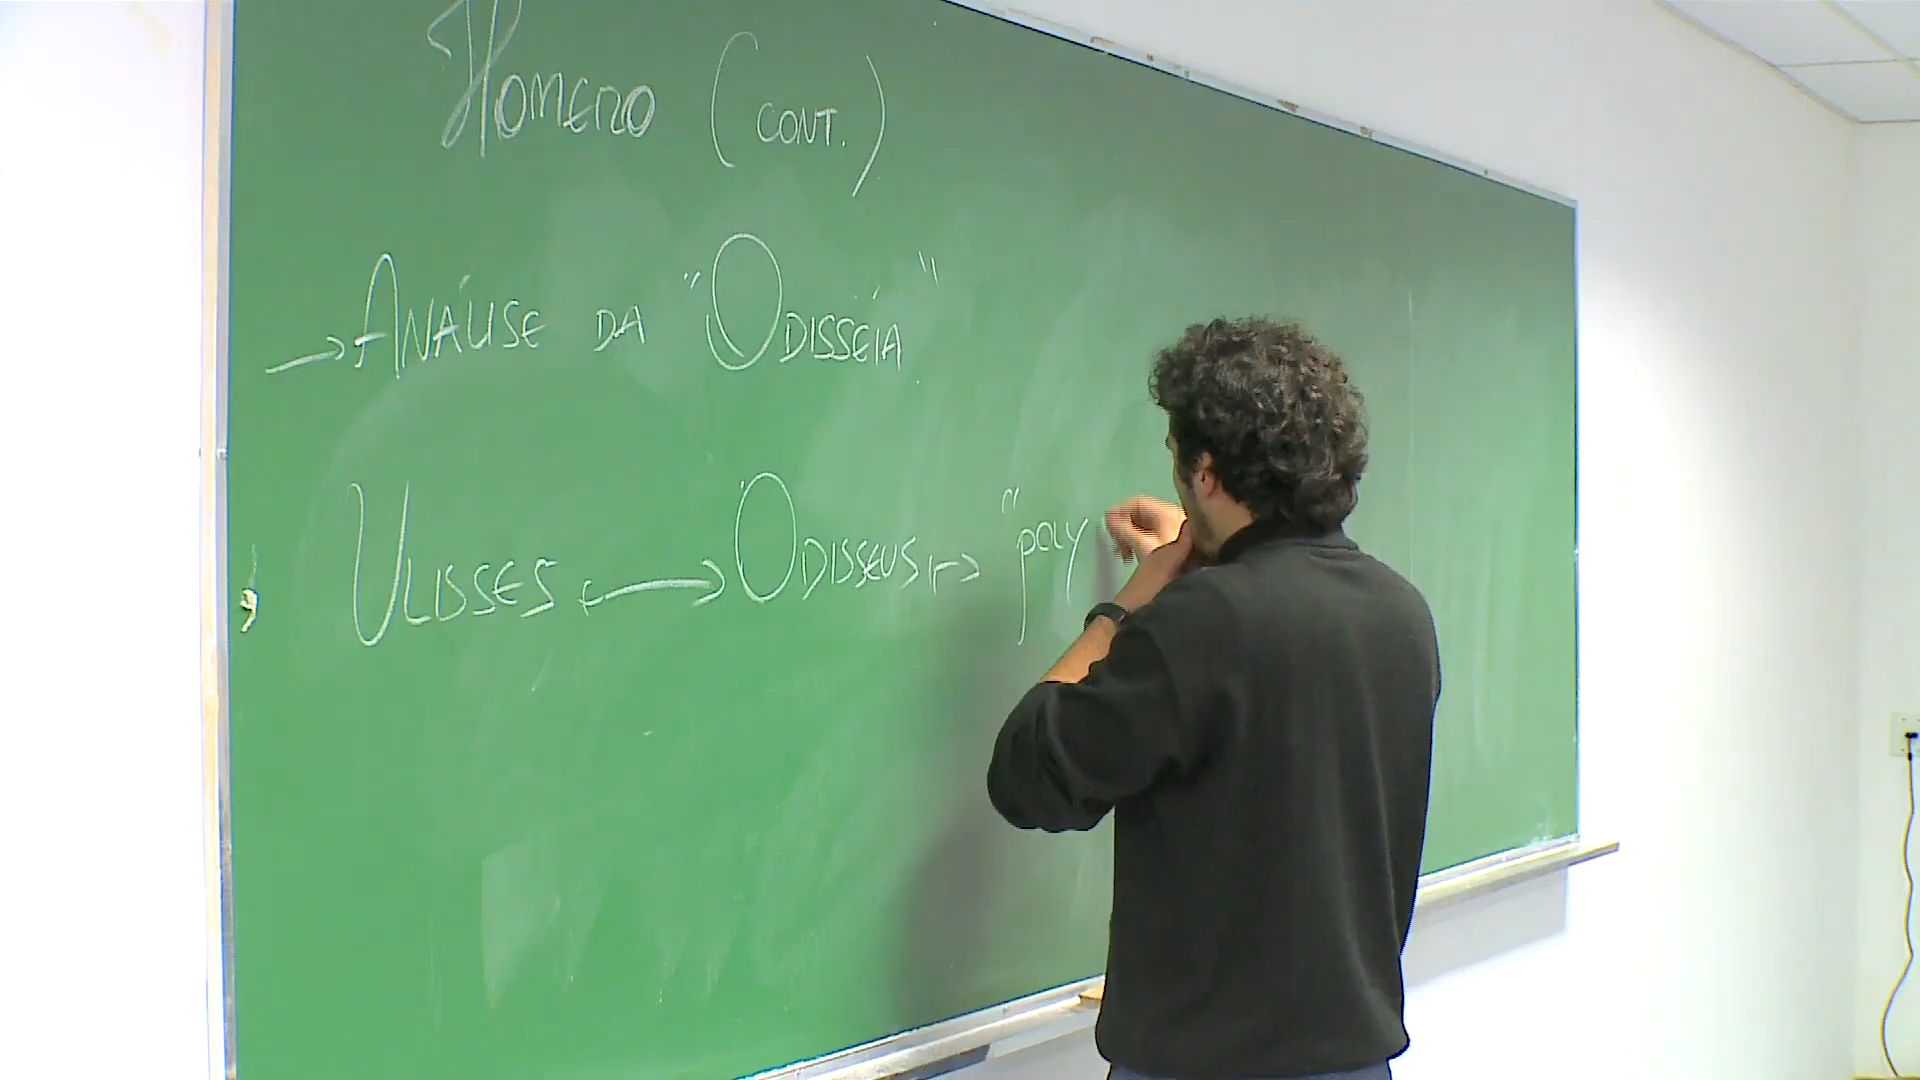 Homero (cont.)
→ Análise da "Odisséia"
Ulisses ←→ Odisseus ↦ "poly